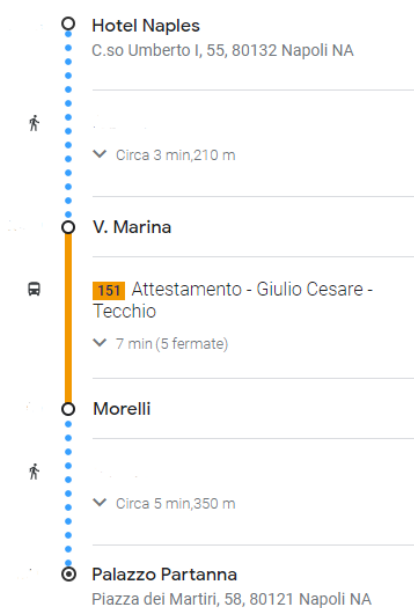 Hotel Naples
C.so Umberto I, 55, 80132 Napoli NA
Circa 3 min,210 m
V. Marina
151 Attestamento - Giulio Cesare -
Tecchio
7 min (5 fermate)
Morelli
Circa 5 min,350 m
Palazzo Partanna
Piazza dei Martiri, 58, 80121 Napoli NA